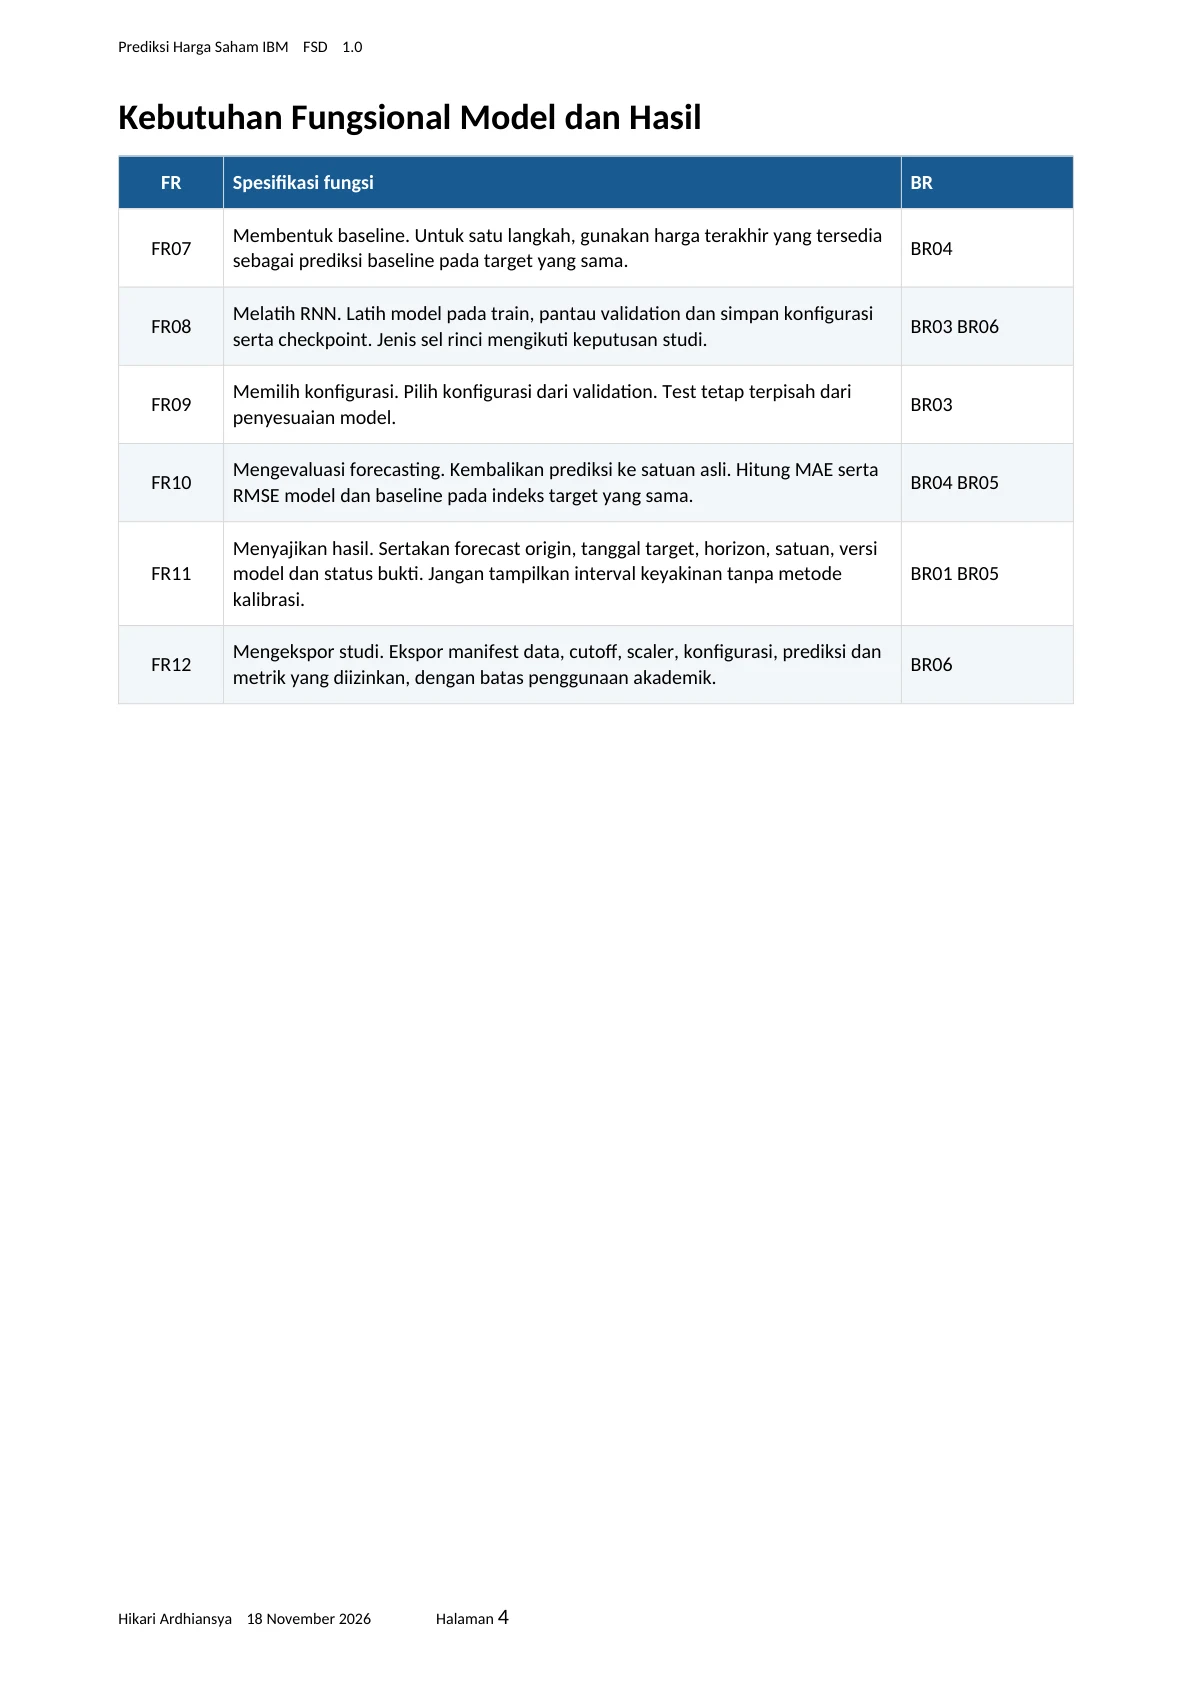 Prediksi Harga Saham IBM FSD 1.0
Kebutuhan Fungsional Model dan Hasil
FR Spesifikasi fungsi BR
FR07 Membentuk baseline. Untuk satu langkah, gunakan harga terakhir yang tersedia BR04
sebagai prediksi baseline pada target yang sama.
FR08 Melatih RNN. Latih model pada train, pantau validation dan simpan konfigurasi BR03 BR06
serta checkpoint. Jenis sel rinci mengikuti keputusan studi.
FR09 Memilih konfigurasi. Pilih konfigurasi dari validation. Test tetap terpisah dari BR03
penyesuaian model.
FR10 Mengevaluasi forecasting. Kembalikan prediksi ke satuan asli. Hitung MAE serta BR04 BR05
RMSE model dan baseline pada indeks target yang sama.
FR11 Menyajikan hasil. Sertakan forecast origin, tanggal target, horizon, satuan, versi BR01 BR05
model dan status bukti. Jangan tampilkan interval keyakinan tanpa metode
kalibrasi.
FR12 Mengekspor studi. Ekspor manifest data, cutoff, scaler, konfigurasi, prediksi dan BR06
metrik yang diizinkan, dengan batas penggunaan akademik.
Hikari Ardhiansya 18 November 2026 Halaman 4